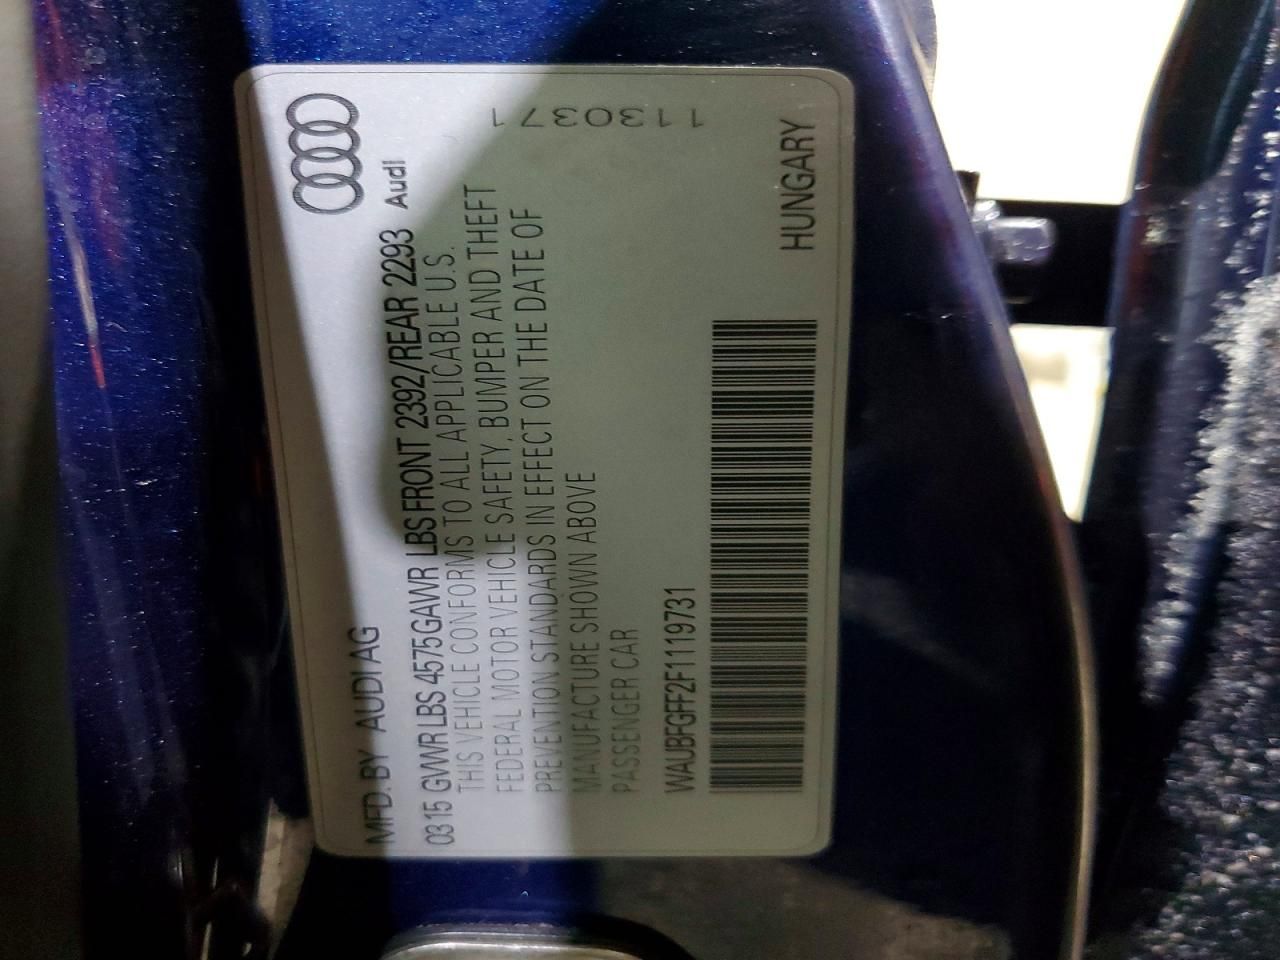 MFD. BY AUDI AG
Audi
03 15 GVWR LBS 4575 GAWR LBS FRONT 2392/REAR 2293
THIS VEHICLE CONFORMS TO ALL APPLICABLE U.S.
FEDERAL MOTOR VEHICLE SAFETY, BUMPER AND THEFT
PREVENTION STANDARDS IN EFFECT ON THE DATE OF
MANUFACTURE SHOWN ABOVE
PASSENGER CAR
WAUBFGFF2F1119731
HUNGARY
1130371